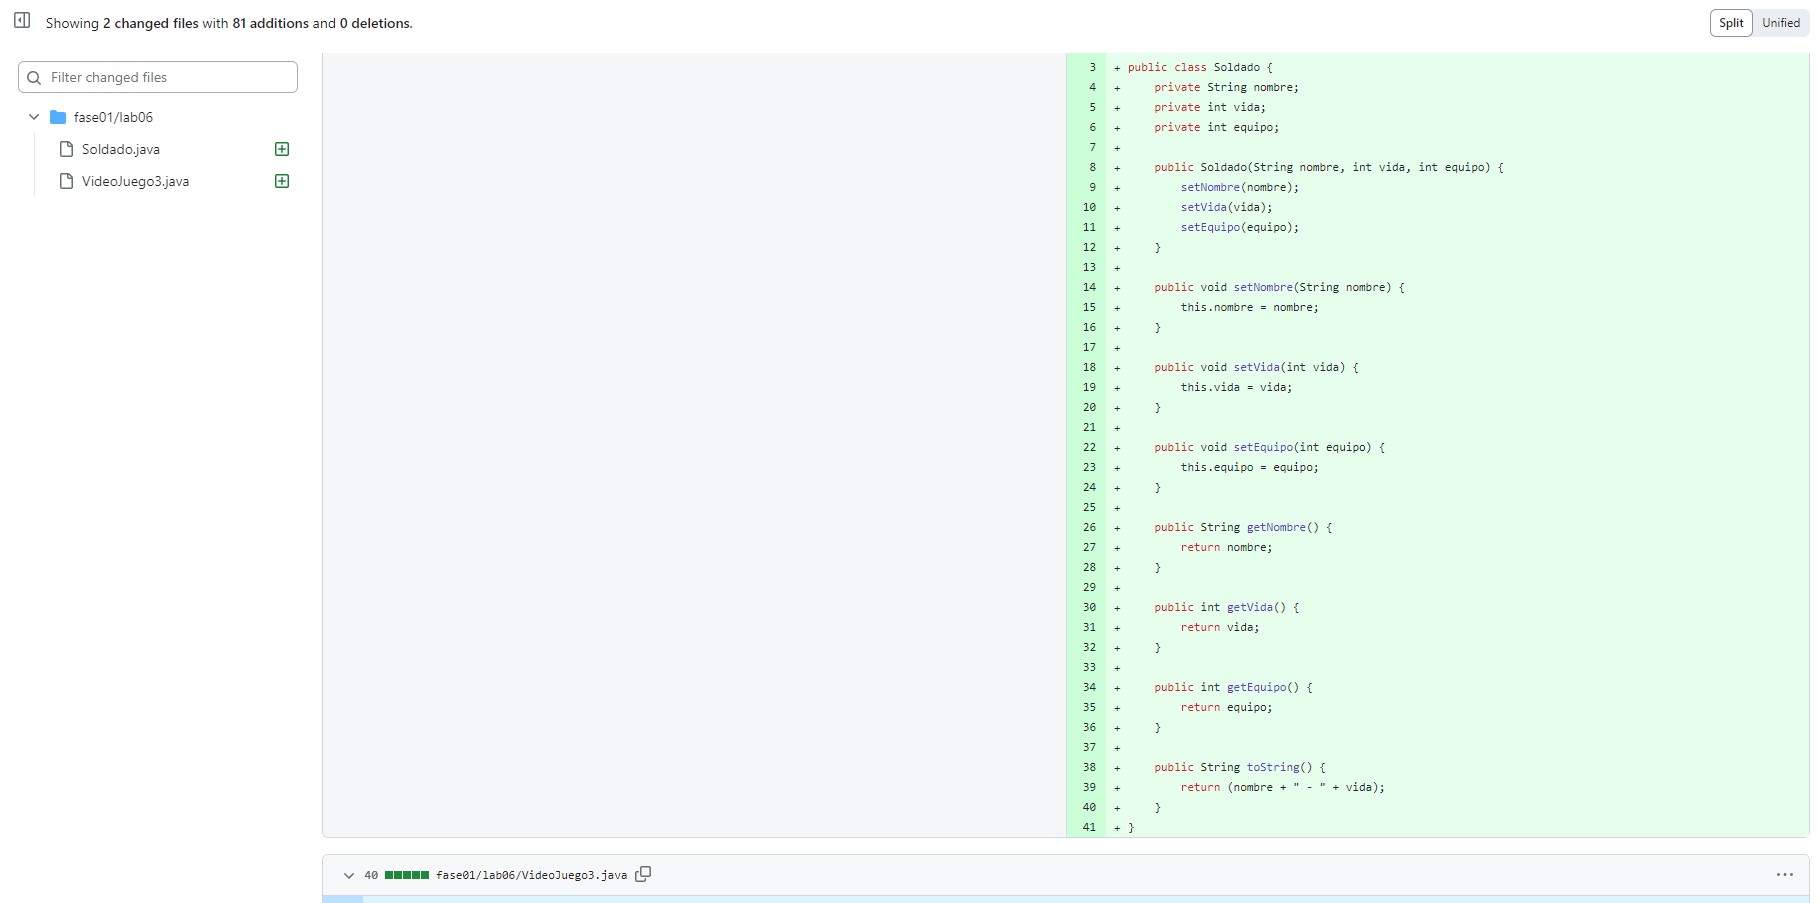 Showing 2 changed files with 81 additions and 0 deletions.
Split Unified
Filter changed files
fase01/lab06
Soldado.java
VideoJuego3.java
3 + public class Soldado {
4 +     private String nombre;
5 +     private int vida;
6 +     private int equipo;
7 +
8 +     public Soldado(String nombre, int vida, int equipo) {
9 +         setNombre(nombre);
10 +         setVida(vida);
11 +         setEquipo(equipo);
12 +     }
13 +
14 +     public void setNombre(String nombre) {
15 +         this.nombre = nombre;
16 +     }
17 +
18 +     public void setVida(int vida) {
19 +         this.vida = vida;
20 +     }
21 +
22 +     public void setEquipo(int equipo) {
23 +         this.equipo = equipo;
24 +     }
25 +
26 +     public String getNombre() {
27 +         return nombre;
28 +     }
29 +
30 +     public int getVida() {
31 +         return vida;
32 +     }
33 +
34 +     public int getEquipo() {
35 +         return equipo;
36 +     }
37 +
38 +     public String toString() {
39 +         return (nombre + " - " + vida);
40 +     }
41 + }
40 fase01/lab06/VideoJuego3.java